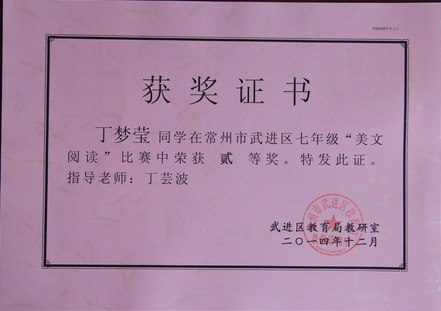 获奖证书
丁梦莹 同学在常州市武进区七年级“美文
阅读”比赛中荣获 贰 等奖。特发此证。
指导老师：丁芸波
武进区教育局教研室
二〇一四年十二月